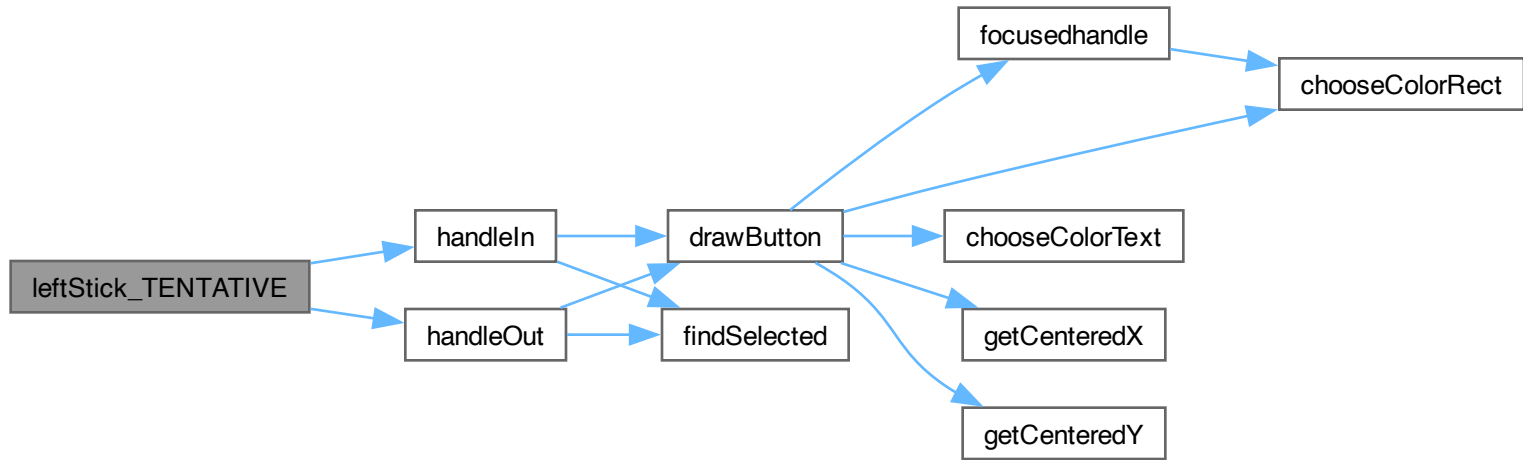 focusedhandle
chooseColorRect
handleIn
drawButton
chooseColorText
leftStick_TENTATIVE
handleOut
findSelected
getCenteredX
getCenteredY